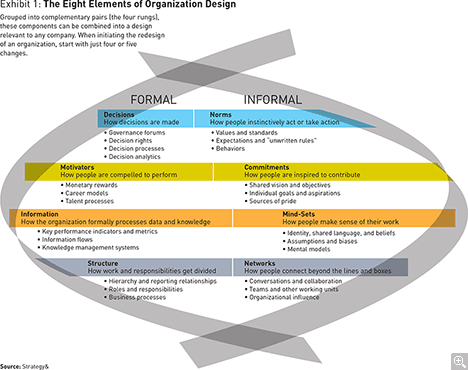 Exhibit 1: The Eight Elements of Organization Design
Grouped into complementary pairs (the four rungs),
these components can be combined into a design
relevant to any company. When initiating the redesign
of an organization, start with just four or five
changes.
FORMAL
INFORMAL
Decisions
How decisions are made
• Governance forums
• Decision rights
• Decision processes
• Decision analytics
Norms
How people instinctively act or take action
• Values and standards
• Expectations and “unwritten rules”
• Behaviors
Motivators
How people are compelled to perform
• Monetary rewards
• Career models
• Talent processes
Commitments
How people are inspired to contribute
• Shared vision and objectives
• Individual goals and aspirations
• Sources of pride
Information
How the organization formally processes data and knowledge
• Key performance indicators and metrics
• Information flows
• Knowledge management systems
Mind-Sets
How people make sense of their work
• Identity, shared language, and beliefs
• Assumptions and biases
• Mental models
Structure
How work and responsibilities get divided
• Hierarchy and reporting relationships
• Roles and responsibilities
• Business processes
Networks
How people connect beyond the lines and boxes
• Conversations and collaboration
• Teams and other working units
• Organizational influence
Source: Strategy&